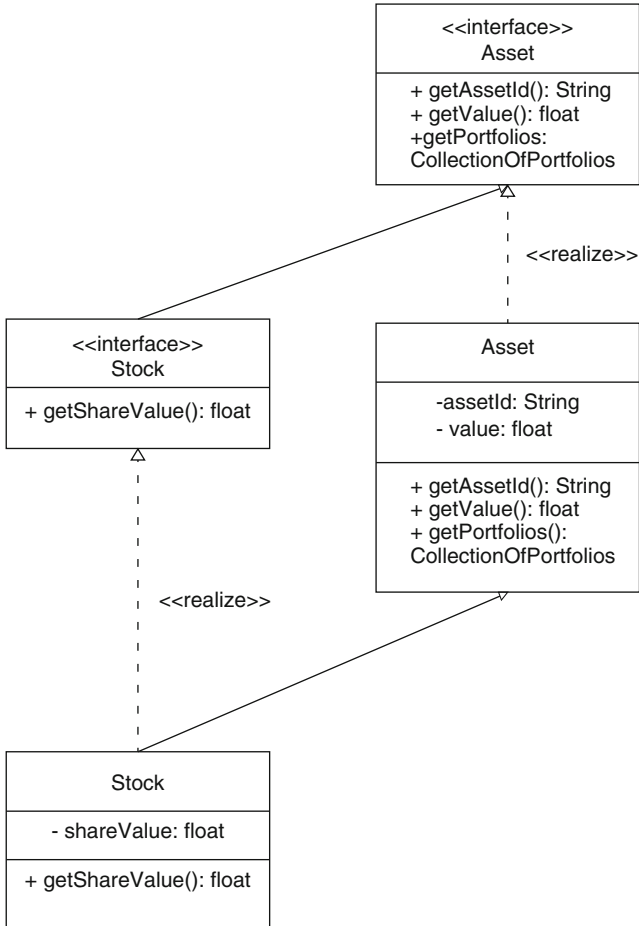 <<interface>>
Asset
+ getAssetId(): String
+ getValue(): float
+getPortfolios:
CollectionOfPortfolios
<<realize>>
<<interface>>
Stock
+ getShareValue(): float
Asset
-assetId: String
- value: float
+ getAssetId(): String
+ getValue(): float
+ getPortfolios():
CollectionOfPortfolios
<<realize>>
Stock
- shareValue: float
+ getShareValue(): float